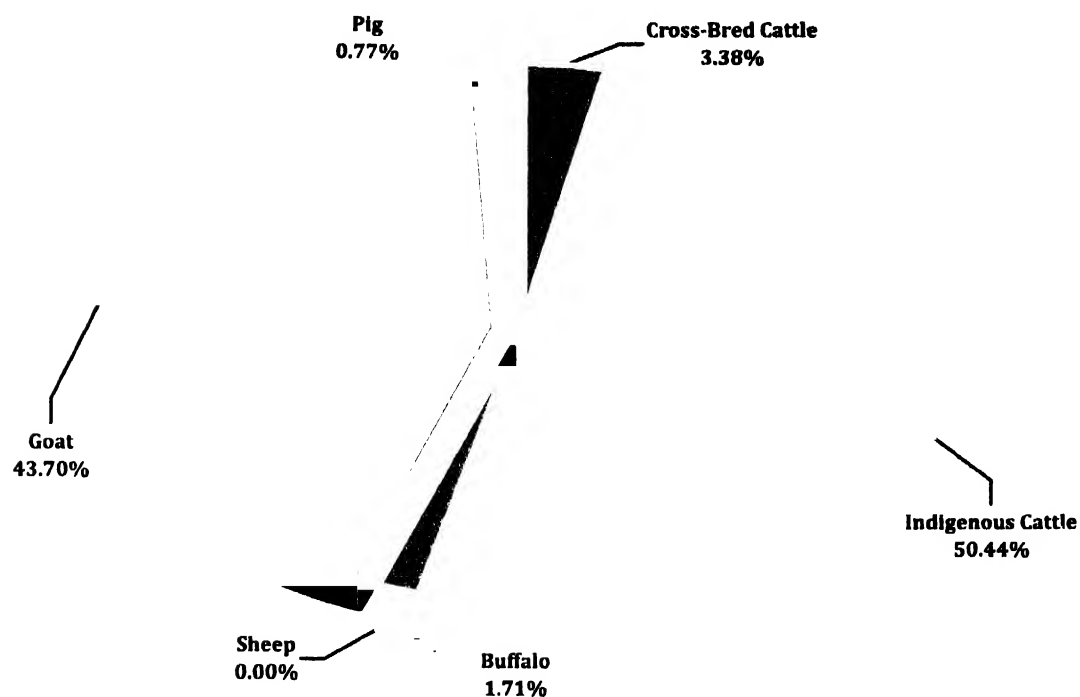 Pig
0.77%
Cross-Bred Cattle
3.38%
Goat
43.70%
Indigenous Cattle
50.44%
Sheep
0.00%
Buffalo
1.71%